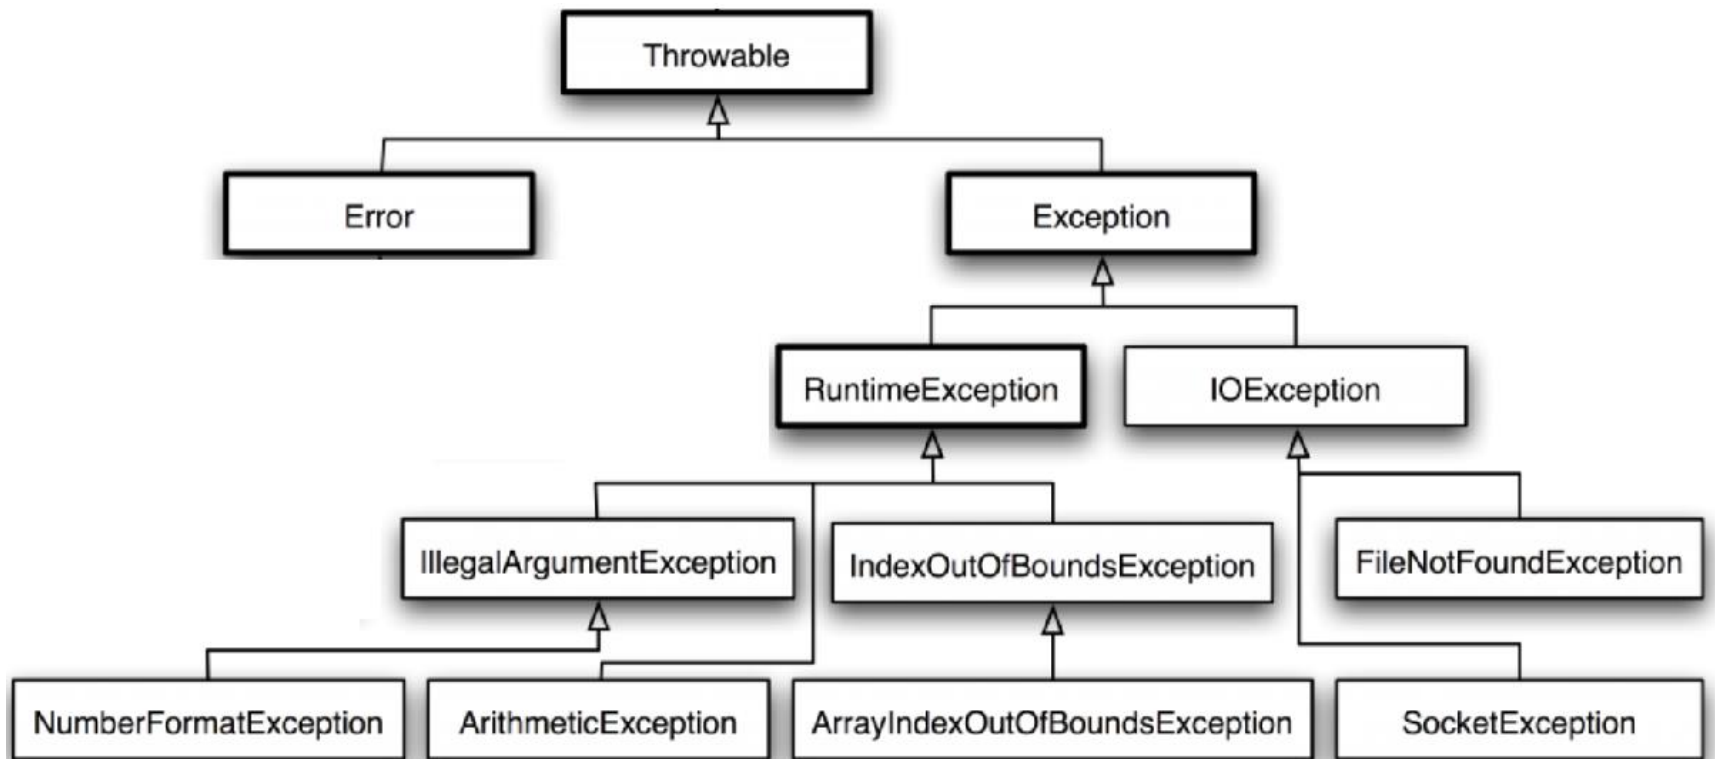 Throwable
Error
Exception
RuntimeException
IOException
IllegalArgumentException
IndexOutOfBoundsException
FileNotFoundException
NumberFormatException
ArithmeticException
ArrayIndexOutOfBoundsException
SocketException